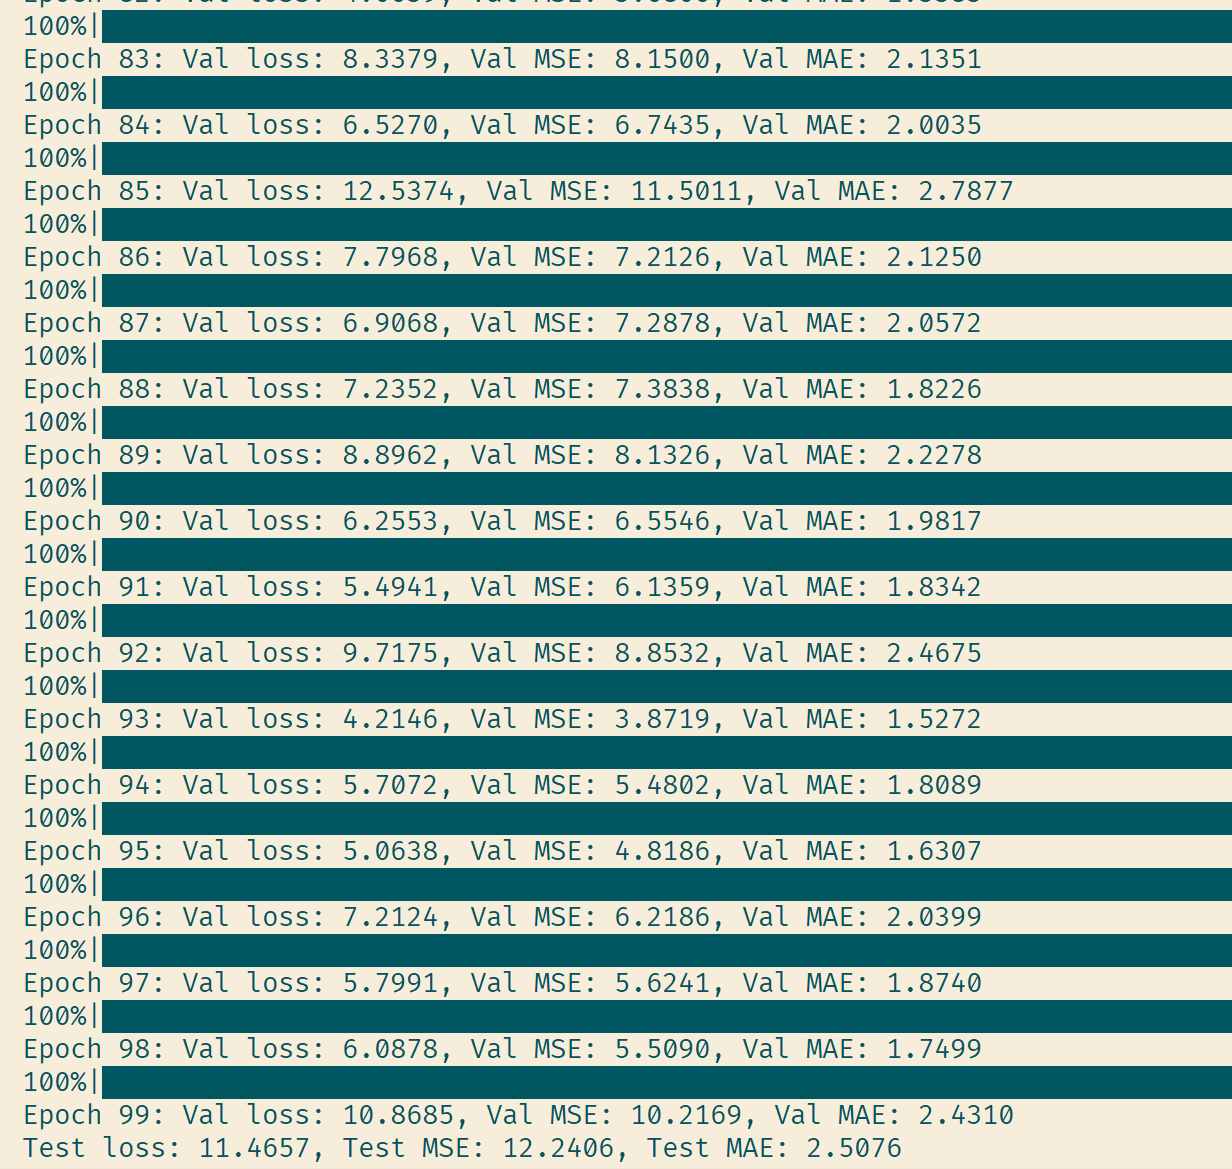 100%|
Epoch 83: Val loss: 8.3379, Val MSE: 8.1500, Val MAE: 2.1351
100%|
Epoch 84: Val loss: 6.5270, Val MSE: 6.7435, Val MAE: 2.0035
100%|
Epoch 85: Val loss: 12.5374, Val MSE: 11.5011, Val MAE: 2.7877
100%|
Epoch 86: Val loss: 7.7968, Val MSE: 7.2126, Val MAE: 2.1250
100%|
Epoch 87: Val loss: 6.9068, Val MSE: 7.2878, Val MAE: 2.0572
100%|
Epoch 88: Val loss: 7.2352, Val MSE: 7.3838, Val MAE: 1.8226
100%|
Epoch 89: Val loss: 8.8962, Val MSE: 8.1326, Val MAE: 2.2278
100%|
Epoch 90: Val loss: 6.2553, Val MSE: 6.5546, Val MAE: 1.9817
100%|
Epoch 91: Val loss: 5.4941, Val MSE: 6.1359, Val MAE: 1.8342
100%|
Epoch 92: Val loss: 9.7175, Val MSE: 8.8532, Val MAE: 2.4675
100%|
Epoch 93: Val loss: 4.2146, Val MSE: 3.8719, Val MAE: 1.5272
100%|
Epoch 94: Val loss: 5.7072, Val MSE: 5.4802, Val MAE: 1.8089
100%|
Epoch 95: Val loss: 5.0638, Val MSE: 4.8186, Val MAE: 1.6307
100%|
Epoch 96: Val loss: 7.2124, Val MSE: 6.2186, Val MAE: 2.0399
100%|
Epoch 97: Val loss: 5.7991, Val MSE: 5.6241, Val MAE: 1.8740
100%|
Epoch 98: Val loss: 6.0878, Val MSE: 5.5090, Val MAE: 1.7499
100%|
Epoch 99: Val loss: 10.8685, Val MSE: 10.2169, Val MAE: 2.4310
Test loss: 11.4657, Test MSE: 12.2406, Test MAE: 2.5076